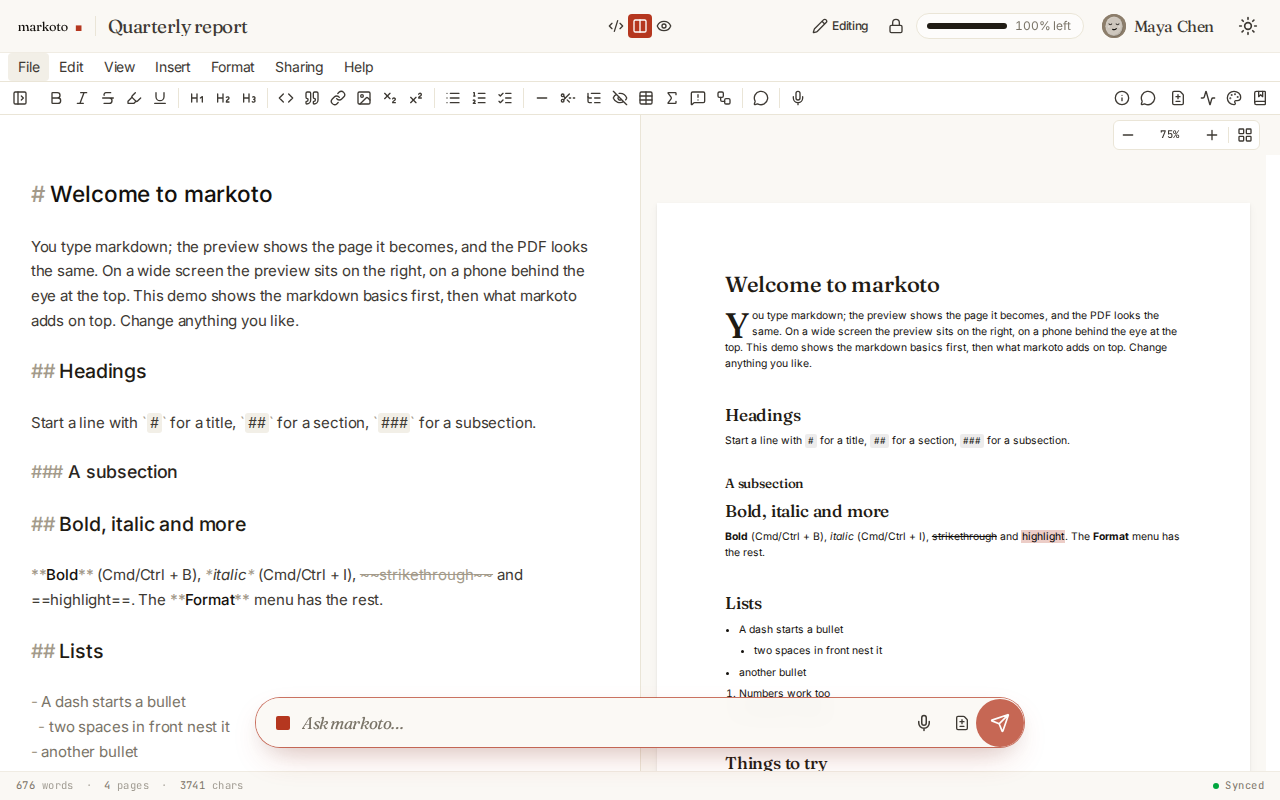 markoto
Quarterly report
Editing
100% left
Maya Chen
File Edit View Insert Format Sharing Help
B I S U H1 H2 H3 X2 X²
75%
# Welcome to markoto
You type markdown; the preview shows the page it becomes, and the PDF looks
the same. On a wide screen the preview sits on the right, on a phone behind the
eye at the top. This demo shows the markdown basics first, then what markoto
adds on top. Change anything you like.
## Headings
Start a line with `#` for a title, `##` for a section, `###` for a subsection.
### A subsection
## Bold, italic and more
**Bold** (Cmd/Ctrl + B), *italic* (Cmd/Ctrl + I), ~~strikethrough~~ and
==highlight==. The **Format** menu has the rest.
## Lists
- A dash starts a bullet
- two spaces in front nest it
- another bullet
Welcome to markoto
You type markdown; the preview shows the page it becomes, and the PDF looks the
same. On a wide screen the preview sits on the right, on a phone behind the eye at the
top. This demo shows the markdown basics first, then what markoto adds on top. Change
anything you like.
Headings
Start a line with # for a title, ## for a section, ### for a subsection.
A subsection
Bold, italic and more
Bold (Cmd/Ctrl + B), italic (Cmd/Ctrl + I), strikethrough and highlight. The Format menu has
the rest.
Lists
• A dash starts a bullet
• two spaces in front nest it
• another bullet
1. Numbers work too
Things to try
Ask markoto...
676 words · 4 pages · 3741 chars
Synced